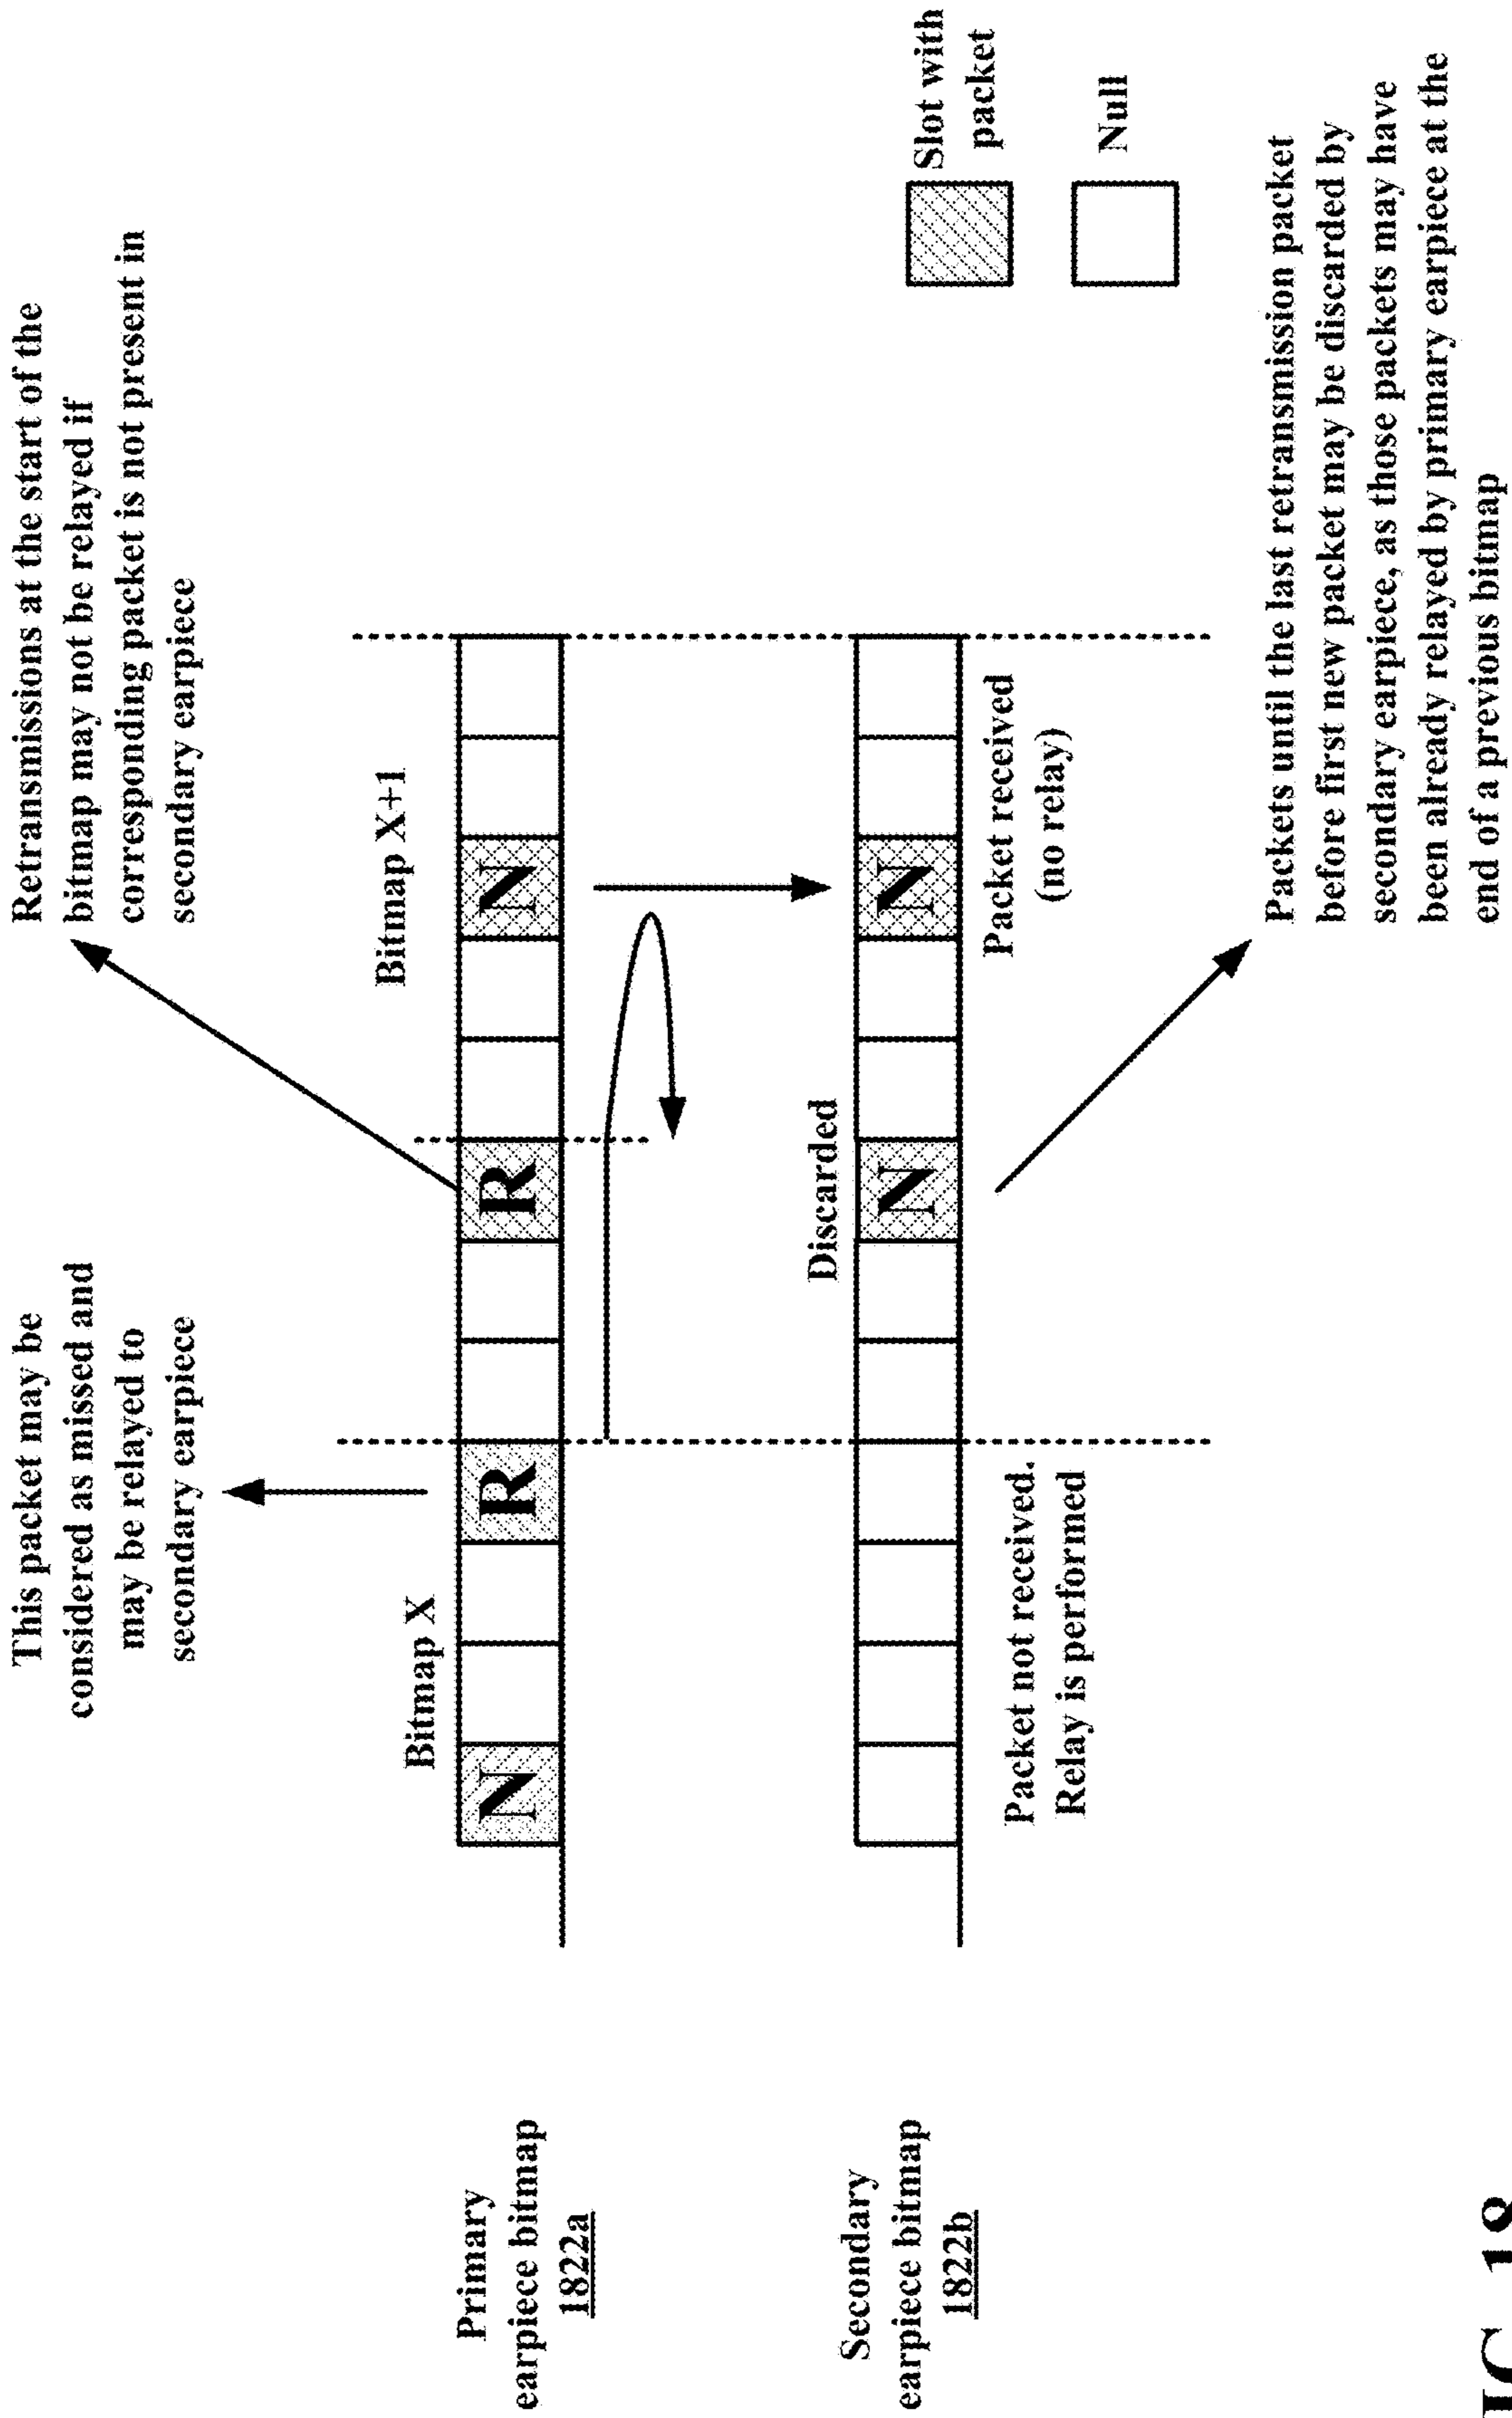 This packet may be
considered as missed and
may be relayed to
secondary earpiece
Retransmissions at the start of the
bitmap may not be relayed if
corresponding packet is not present in
secondary earpiece
Bitmap X
Bitmap X+1
Primary
earpiece bitmap
1822a
N
R
R
N
Discarded
Secondary
earpiece bitmap
1822b
N
N
Packet not received.
Relay is performed
Packet received
(no relay)
Slot with
packet
Null
Packets until the last retransmission packet
before first new packet may be discarded by
secondary earpiece, as those packets may have
been already relayed by primary earpiece at the
end of a previous bitmap